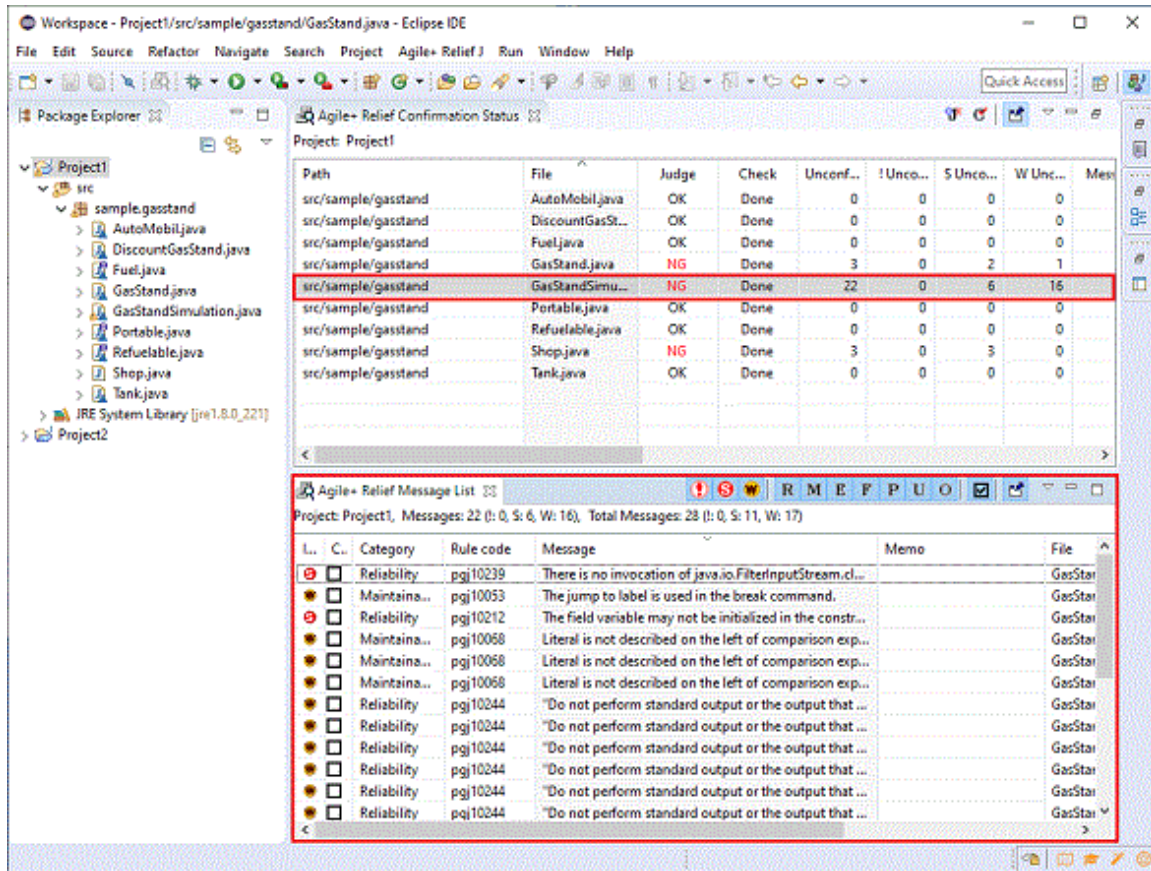 Workspace - Project1/src/sample/gasstand/GasStand.java - Eclipse IDE
File Edit Source Refactor Navigate Search Project Agile+ Relief J Run Window Help
Quick Access
Package Explorer
Project1
src
sample.gasstand
AutoMobil.java
DiscountGasStand.java
Fuel.java
GasStand.java
GasStandSimulation.java
Portable.java
Refuelable.java
Shop.java
Tank.java
JRE System Library [jre1.8.0_221]
Project2
Agile+ Relief Confirmation Status
Project: Project1
Path File Judge Check Unconf... ! Unco... S Unco... W Unc... Mess
src/sample/gasstand AutoMobil.java OK Done 0 0 0 0
src/sample/gasstand DiscountGasSt... OK Done 0 0 0 0
src/sample/gasstand Fuel.java OK Done 0 0 0 0
src/sample/gasstand GasStand.java NG Done 3 0 2 1
src/sample/gasstand GasStandSimu... NG Done 22 0 6 16
src/sample/gasstand Portable.java OK Done 0 0 0 0
src/sample/gasstand Refuelable.java OK Done 0 0 0 0
src/sample/gasstand Shop.java NG Done 3 0 3 0
src/sample/gasstand Tank.java OK Done 0 0 0 0
Agile+ Relief Message List ! S W R M E F P U O
Project: Project1, Messages: 22 (!: 0, S: 6, W: 16), Total Messages: 28 (!: 0, S: 11, W: 17)
I... C... Category Rule code Message Memo File
S Reliability pgj10239 There is no invocation of java.io.FilterInputStream.cl... GasStar
W Maintaina... pgj10053 The jump to label is used in the break command. GasStar
S Reliability pgj10212 The field variable may not be initialized in the constr... GasStar
W Maintaina... pgj10068 Literal is not described on the left of comparison exp... GasStar
W Maintaina... pgj10068 Literal is not described on the left of comparison exp... GasStar
W Maintaina... pgj10068 Literal is not described on the left of comparison exp... GasStar
W Reliability pgj10244 "Do not perform standard output or the output that ... GasStar
W Reliability pgj10244 "Do not perform standard output or the output that ... GasStar
W Reliability pgj10244 "Do not perform standard output or the output that ... GasStar
W Reliability pgj10244 "Do not perform standard output or the output that ... GasStar
W Reliability pgj10244 "Do not perform standard output or the output that ... GasStar
W Reliability pgj10244 "Do not perform standard output or the output that ... GasStar